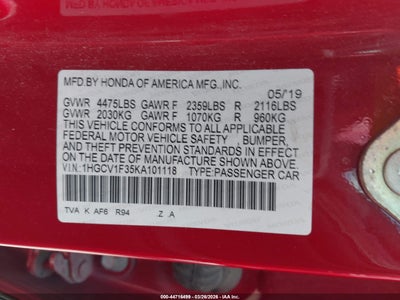 MFD.BY HONDA OF AMERICA MFG.,INC.
05/'19
GVWR 4475LBS GAWR F 2359LBS R 2116LBS
GVWR 2030KG GAWR F 1070KG R 960KG
THIS VEHICLE CONFORMS TO ALL APPLICABLE
FEDERAL MOTOR VEHICLE SAFETY , BUMPER,
AND THEFT PREVENTION STANDARDS IN EFFECT
ON THE DATE OF MANUFACTURE SHOWN ABOVE.
V I N : 1HGCV1F35KA101118 TYPE:PASSENGER CAR
TVA K AF6 R94 Z A
000-44716499 - 03/26/2026 - IAA Inc.